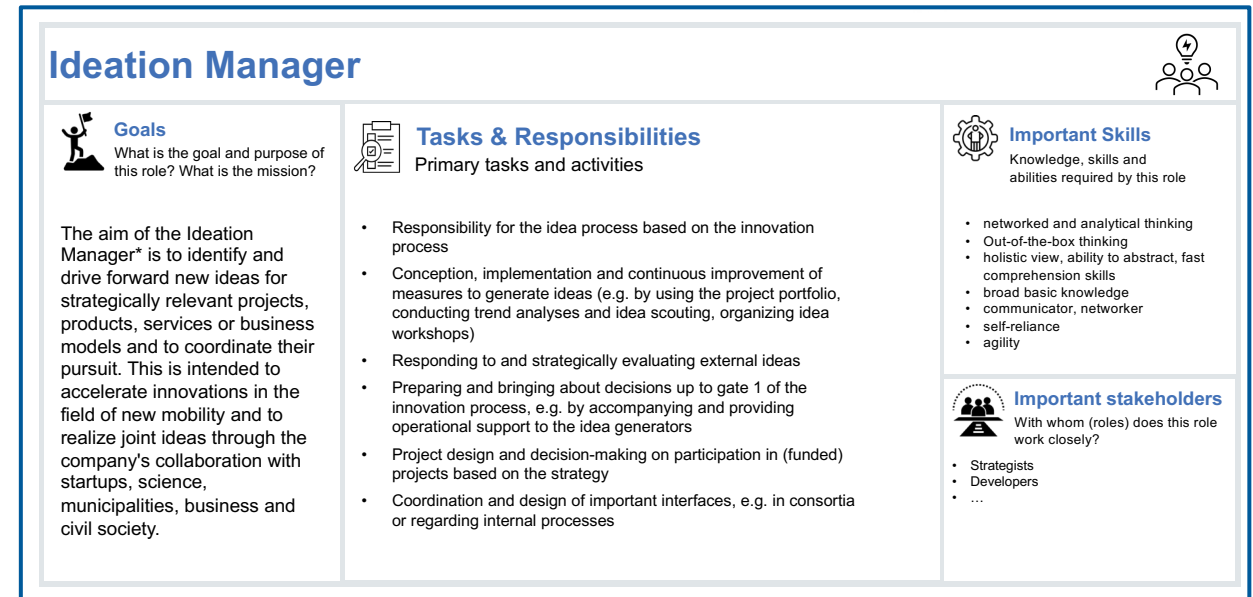 Ideation Manager
Goals
What is the goal and purpose of
this role? What is the mission?
The aim of the Ideation
Manager* is to identify and
drive forward new ideas for
strategically relevant projects,
products, services or business
models and to coordinate their
pursuit. This is intended to
accelerate innovations in the
field of new mobility and to
realize joint ideas through the
company's collaboration with
startups, science,
municipalities, business and
civil society.
Tasks & Responsibilities
Primary tasks and activities
• Responsibility for the idea process based on the innovation
process
• Conception, implementation and continuous improvement of
measures to generate ideas (e.g. by using the project portfolio,
conducting trend analyses and idea scouting, organizing idea
workshops)
• Responding to and strategically evaluating external ideas
• Preparing and bringing about decisions up to gate 1 of the
innovation process, e.g. by accompanying and providing
operational support to the idea generators
• Project design and decision-making on participation in (funded)
projects based on the strategy
• Coordination and design of important interfaces, e.g. in consortia
or regarding internal processes
Important Skills
Knowledge, skills and
abilities required by this role
• networked and analytical thinking
• Out-of-the-box thinking
• holistic view, ability to abstract, fast
comprehension skills
• broad basic knowledge
• communicator, networker
• self-reliance
• agility
Important stakeholders
With whom (roles) does this role
work closely?
• Strategists
• Developers
• …